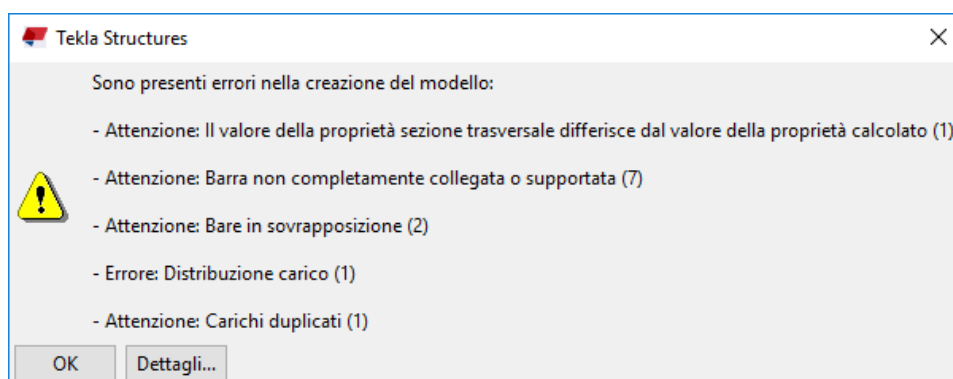 Tekla Structures
Sono presenti errori nella creazione del modello:
- Attenzione: Il valore della proprietà sezione trasversale differisce dal valore della proprietà calcolato (1)
- Attenzione: Barra non completamente collegata o supportata (7)
- Attenzione: Bare in sovrapposizione (2)
- Errore: Distribuzione carico (1)
- Attenzione: Carichi duplicati (1)
OK Dettagli...